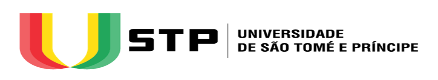 USTP
UNIVERSIDADE
DE SÃO TOMÉ E PRÍNCIPE